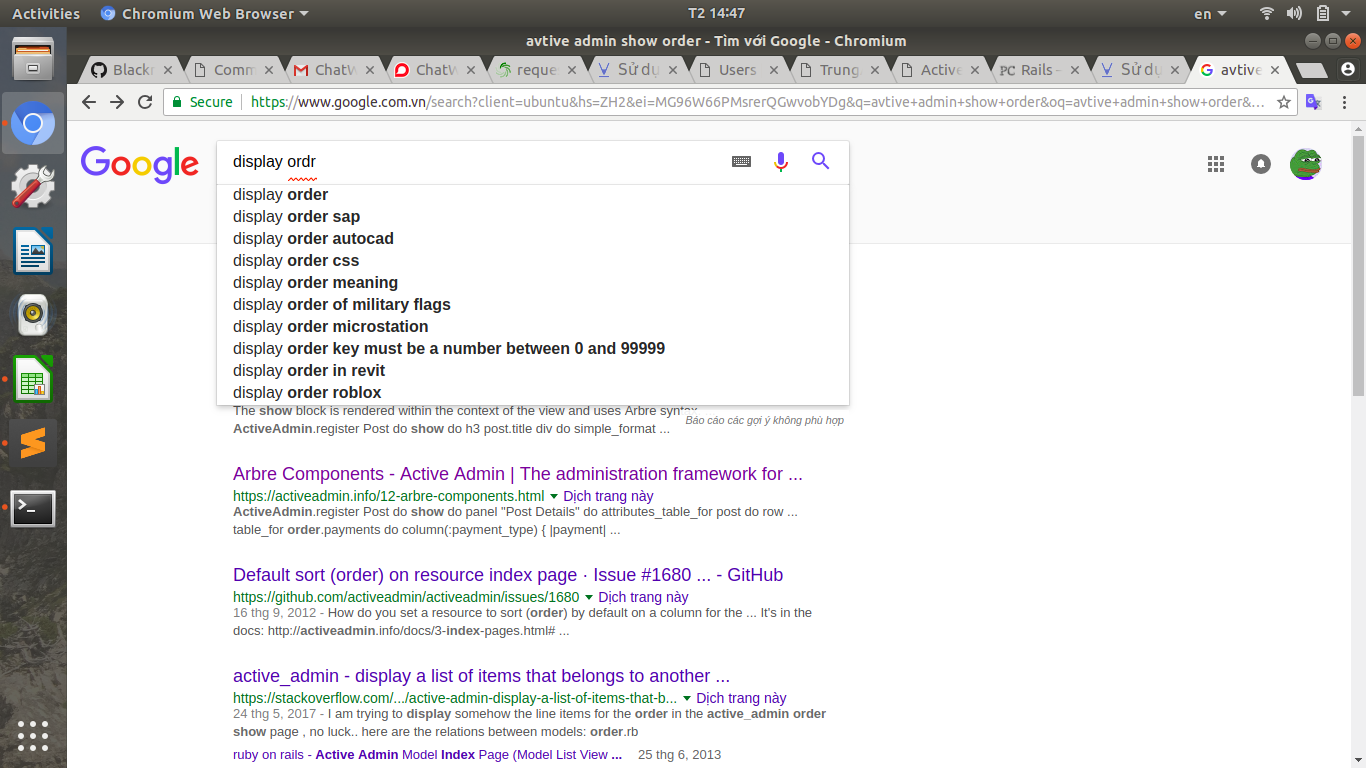 Activities
Chromium Web Browser
T2 14:47
en
avtive admin show order - Tìm với Google - Chromium
Blackr
Comm
ChatW
ChatW
reque
Sử dụ
Users
Trung
Active
Rails –
Sử dụ
avtive
Secure
https://www.google.com.vn/search?client=ubuntu&hs=ZH2&ei=MG96W66PMsrerQGwvobYDg&q=avtive+admin+show+order&oq=avtive+admin+show+order&...
Google
display ordr
display order
display order sap
display order autocad
display order css
display order meaning
display order of military flags
display order microstation
display order key must be a number between 0 and 99999
display order in revit
display order roblox
The show block is rendered within the context of the view and uses Arbre syntax
Báo cáo các gợi ý không phù hợp
ActiveAdmin.register Post do show do h3 post.title div do simple_format ...
Arbre Components - Active Admin | The administration framework for ...
https://activeadmin.info/12-arbre-components.html Dịch trang này
ActiveAdmin.register Post do show do panel "Post Details" do attributes_table_for post do row ...
table_for order.payments do column(:payment_type) { |payment| ...
Default sort (order) on resource index page · Issue #1680 ... - GitHub
https://github.com/activeadmin/activeadmin/issues/1680 Dịch trang này
16 thg 9, 2012 - How do you set a resource to sort (order) by default on a column for the ... It's in the
docs: http://activeadmin.info/docs/3-index-pages.html# ...
active_admin - display a list of items that belongs to another ...
https://stackoverflow.com/.../active-admin-display-a-list-of-items-that-b... Dịch trang này
24 thg 5, 2017 - I am trying to display somehow the line items for the order in the active_admin order
show page , no luck.. here are the relations between models: order.rb
ruby on rails - Active Admin Model Index Page (Model List View ... 25 thg 6, 2013